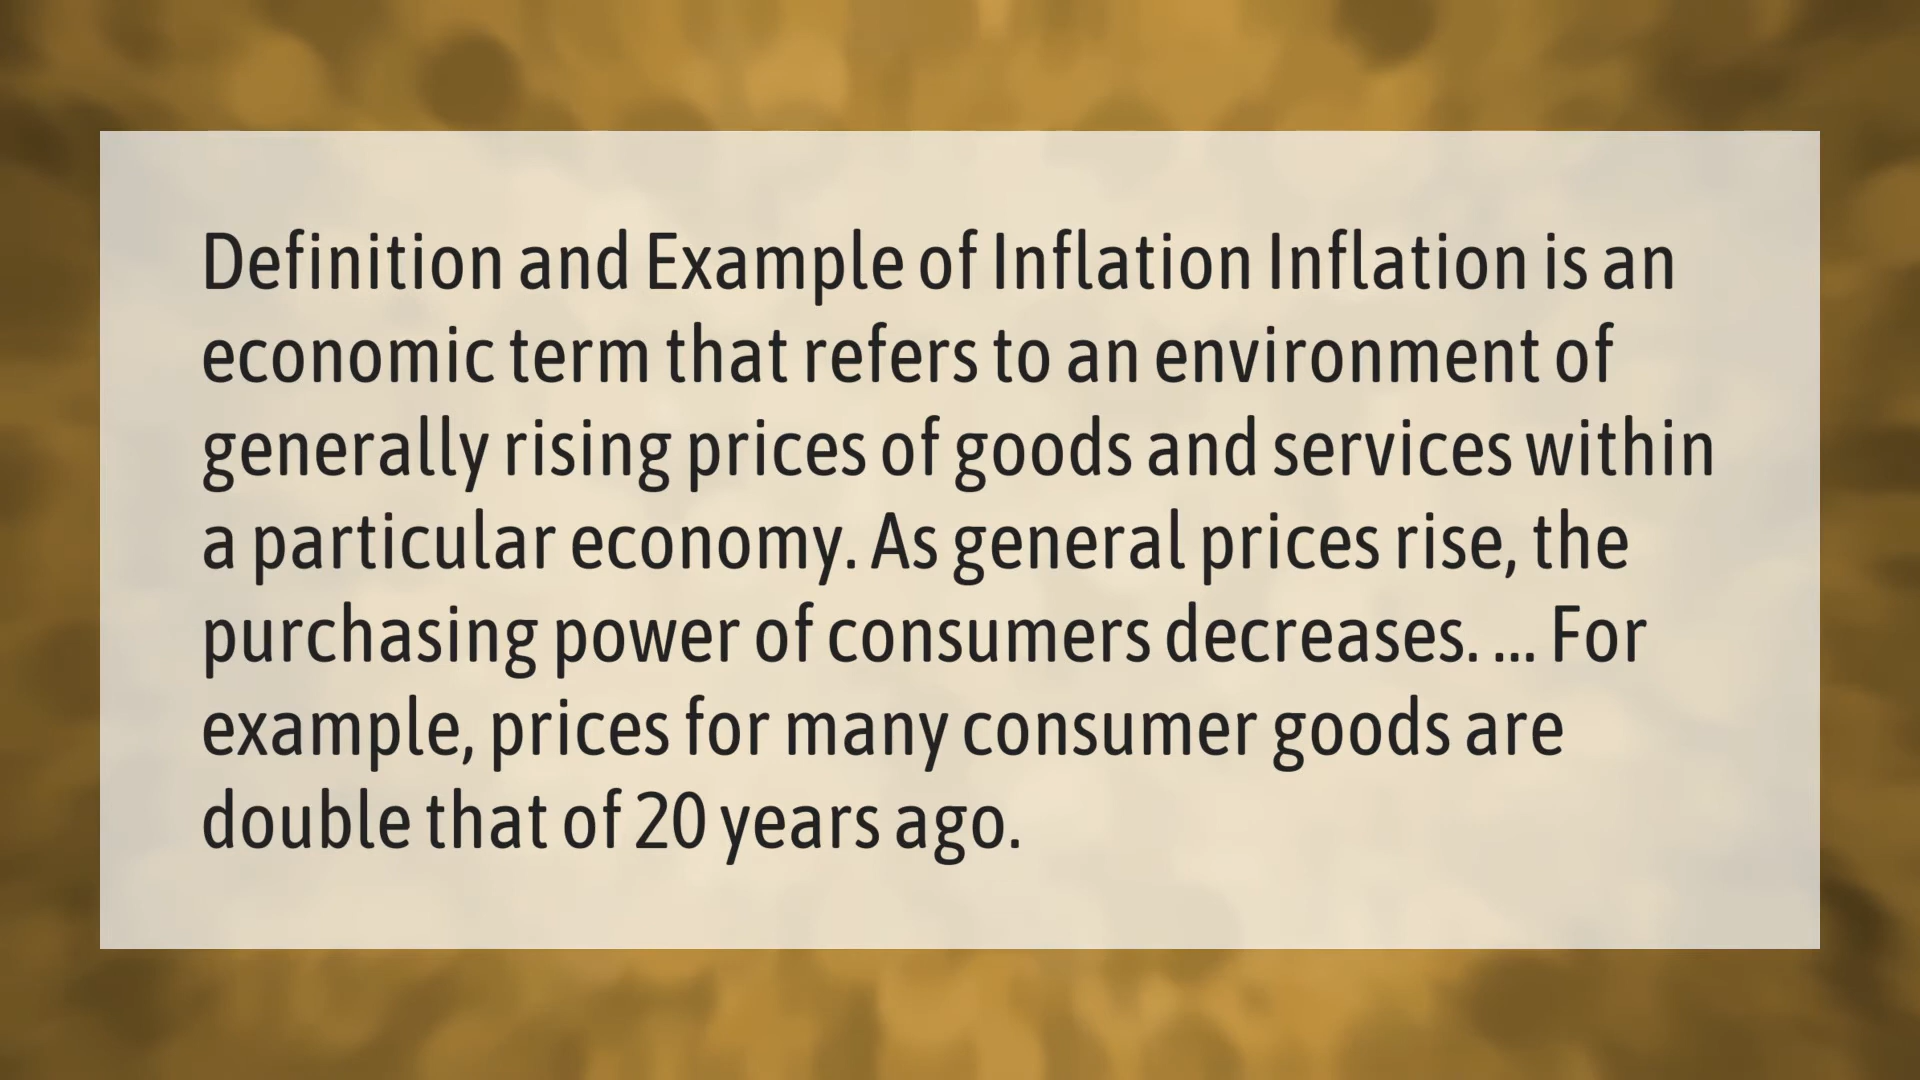 Definition and Example of Inflation Inflation is an
economic term that refers to an environment of
generally rising prices of goods and services within
a particular economy. As general prices rise, the
purchasing power of consumers decreases. ... For
example, prices for many consumer goods are
double that of 20 years ago.